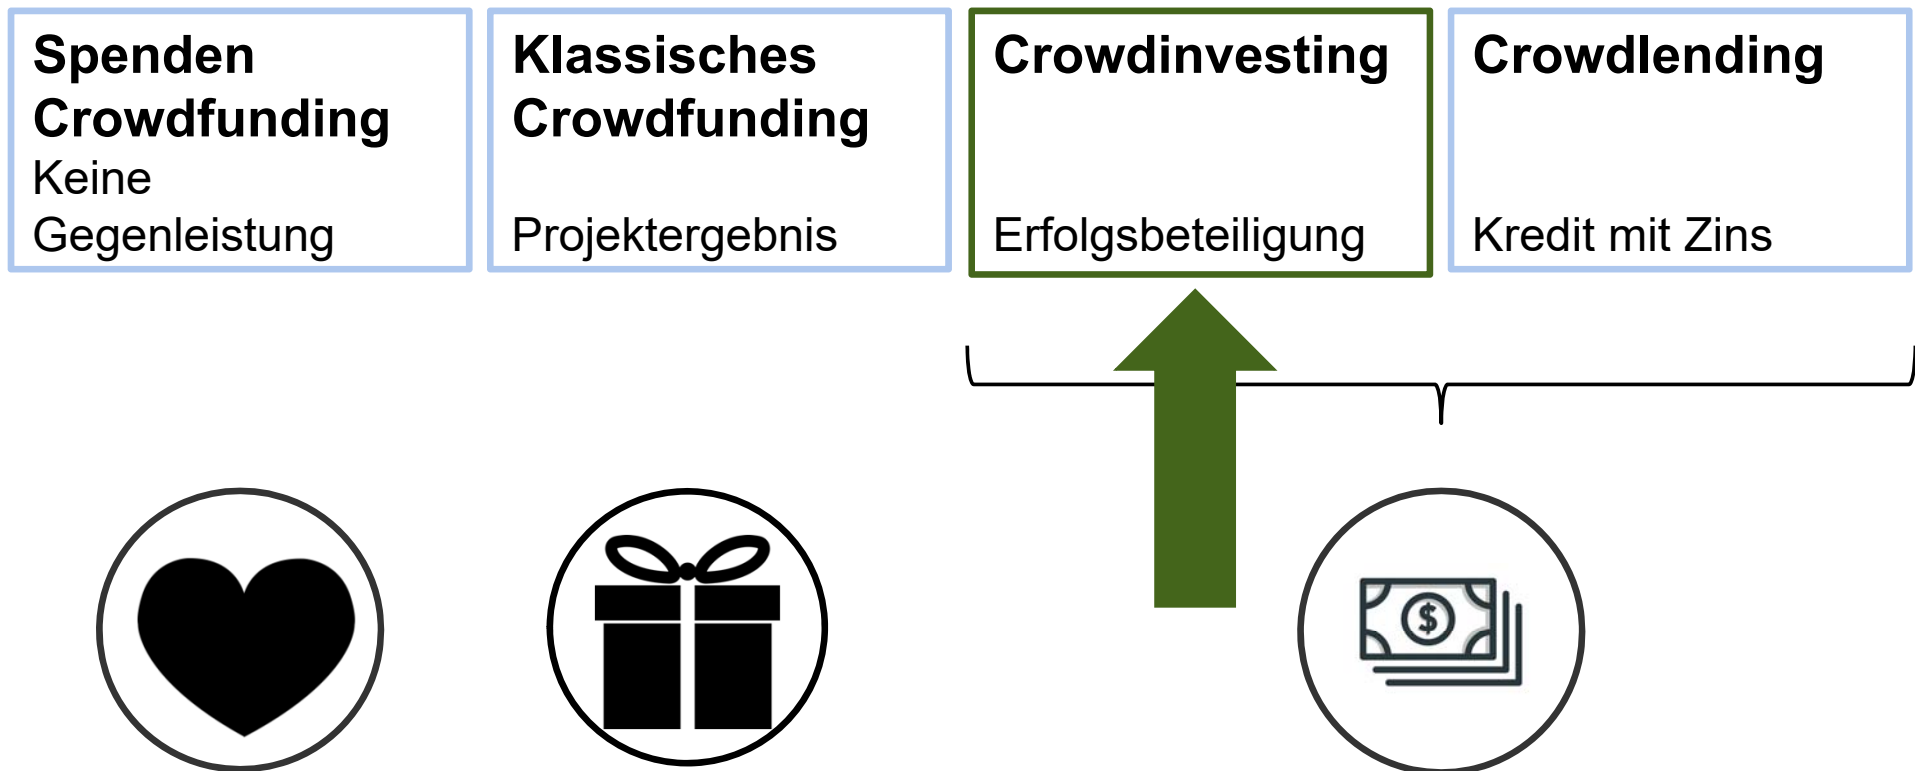 Spenden
Crowdfunding
Keine
Gegenleistung
Klassisches
Crowdfunding
Projektergebnis
Crowdinvesting
Erfolgsbeteiligung
Crowdlending
Kredit mit Zins
$